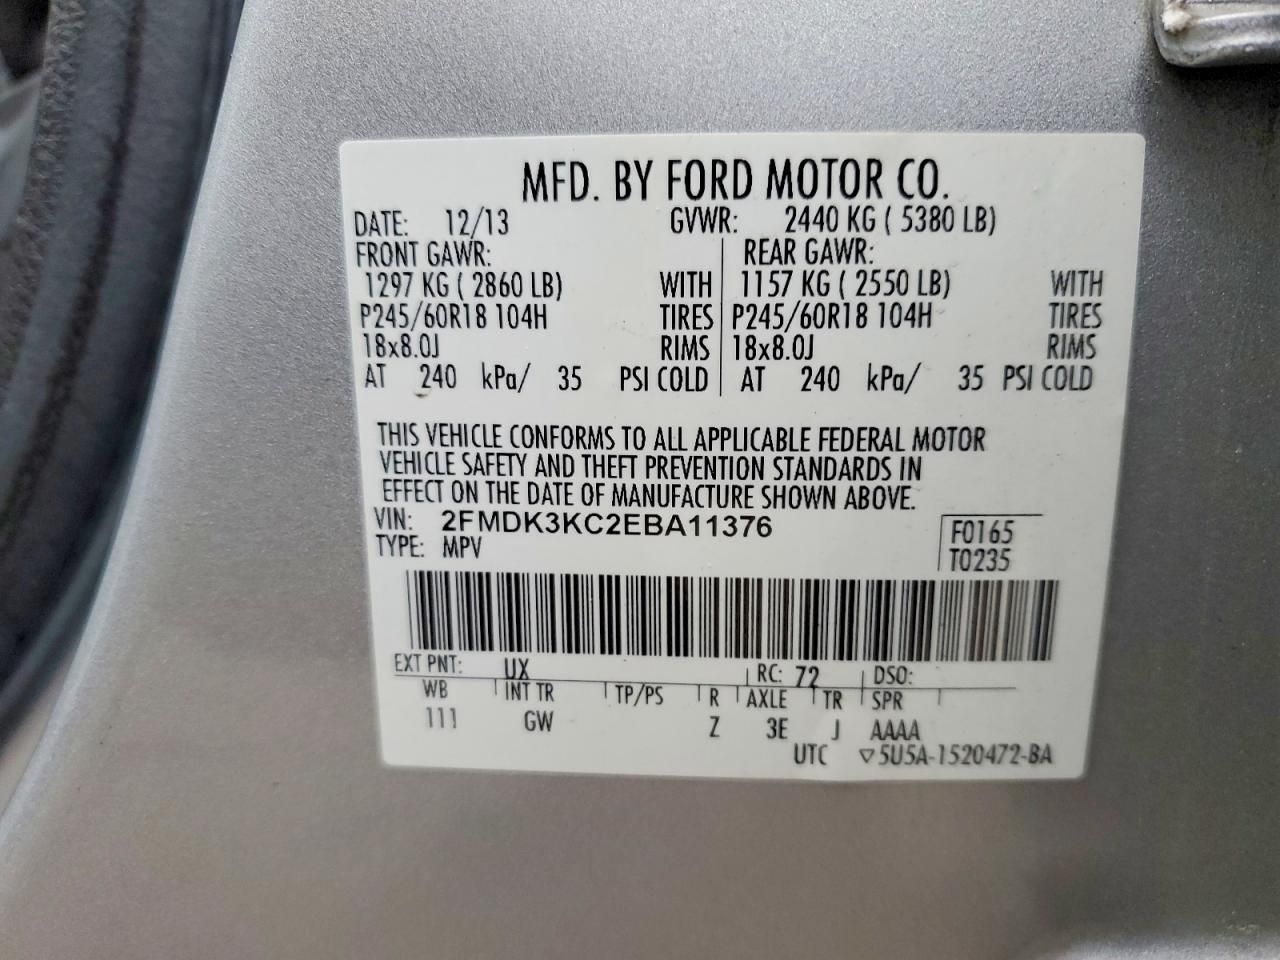 MFD. BY FORD MOTOR CO.
DATE: 12/13 GVWR: 2440 KG ( 5380 LB)
FRONT GAWR: REAR GAWR:
1297 KG ( 2860 LB) WITH 1157 KG ( 2550 LB) WITH
P245/60R18 104H TIRES P245/60R18 104H TIRES
18x8.0J RIMS 18x8.0J RIMS
AT 240 kPa/ 35 PSI COLD AT 240 kPa/ 35 PSI COLD
THIS VEHICLE CONFORMS TO ALL APPLICABLE FEDERAL MOTOR
VEHICLE SAFETY AND THEFT PREVENTION STANDARDS IN
EFFECT ON THE DATE OF MANUFACTURE SHOWN ABOVE.
VIN: 2FMDK3KC2EBA11376 F0165
TYPE: MPV T0235
EXT PNT: UX RC: 72 DSO:
WB INT TR TP/PS R AXLE TR SPR
111 GW Z 3E J AAAA
UTC ▽5U5A-1520472-BA